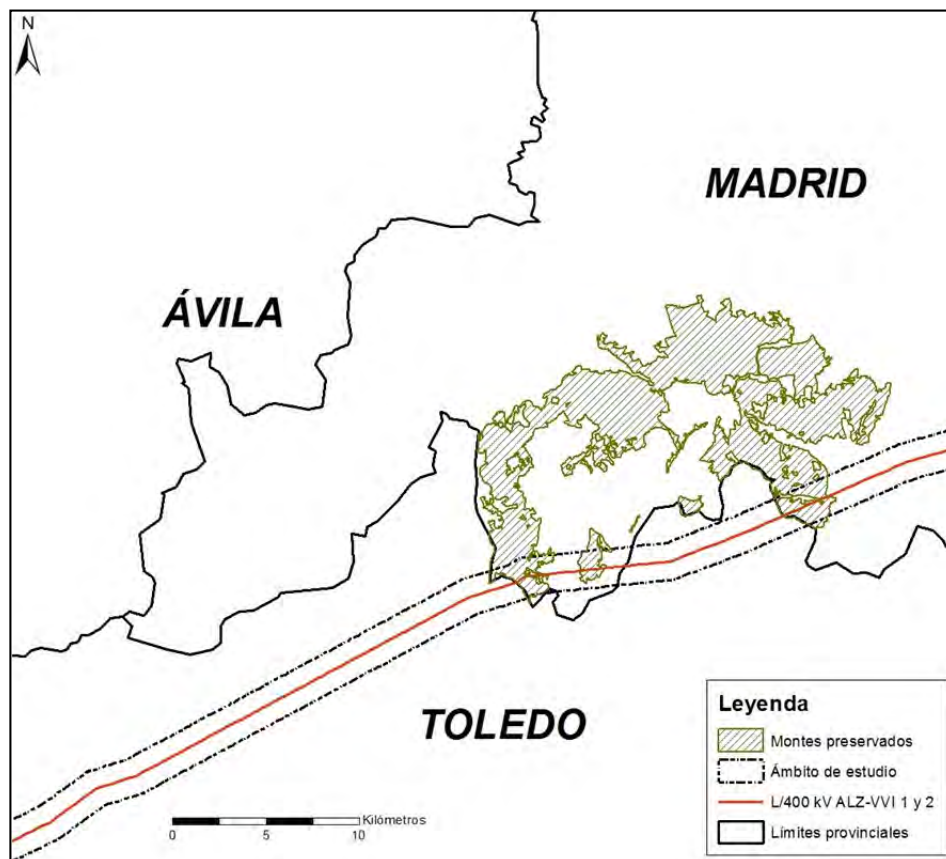 N
MADRID
ÁVILA
TOLEDO
Leyenda
Montes preservados
Ámbito de estudio
L/400 kV ALZ-VVI 1 y 2
Límites provinciales
Kilómetros
0 5 10